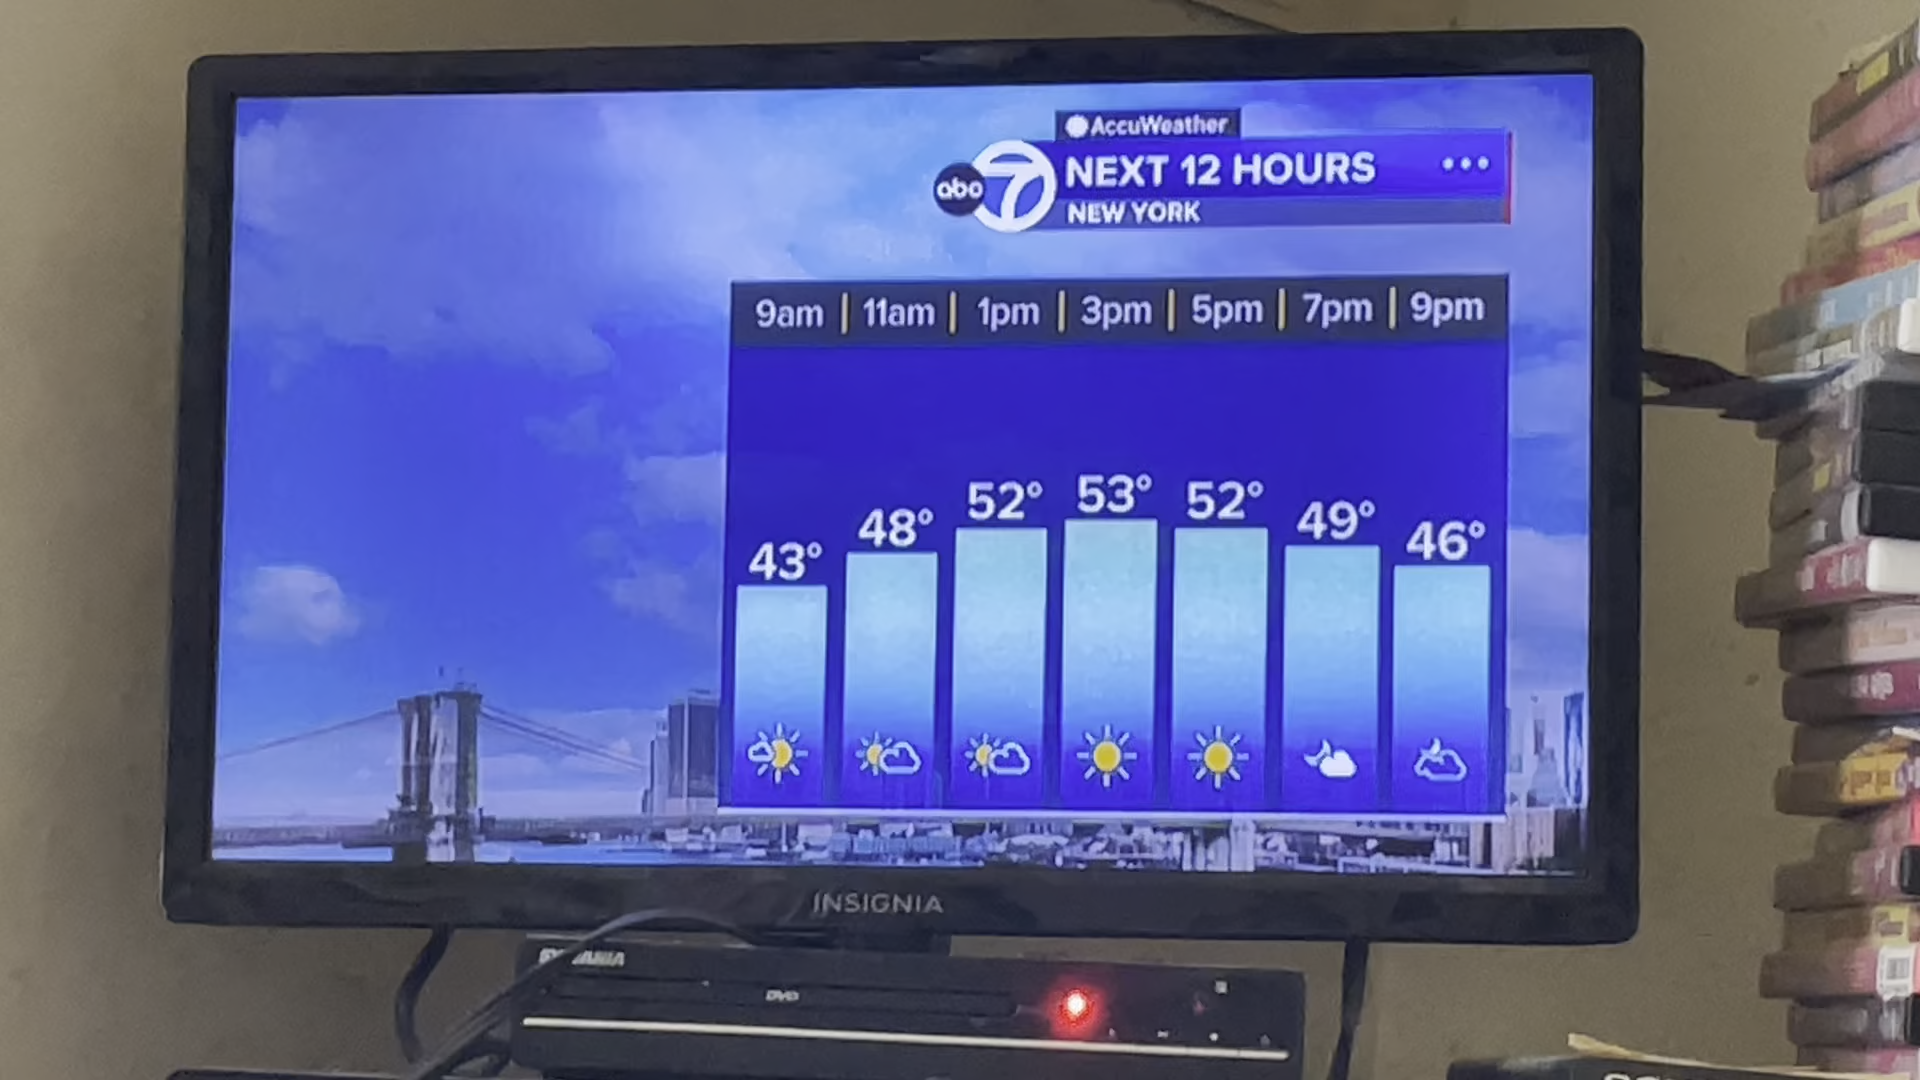 AccuWeather
abc 7 NEXT 12 HOURS
NEW YORK
9am 11am 1pm 3pm 5pm 7pm 9pm
43° 48° 52° 53° 52° 49° 46°
INSIGNIA
SYLVANIA
DVD